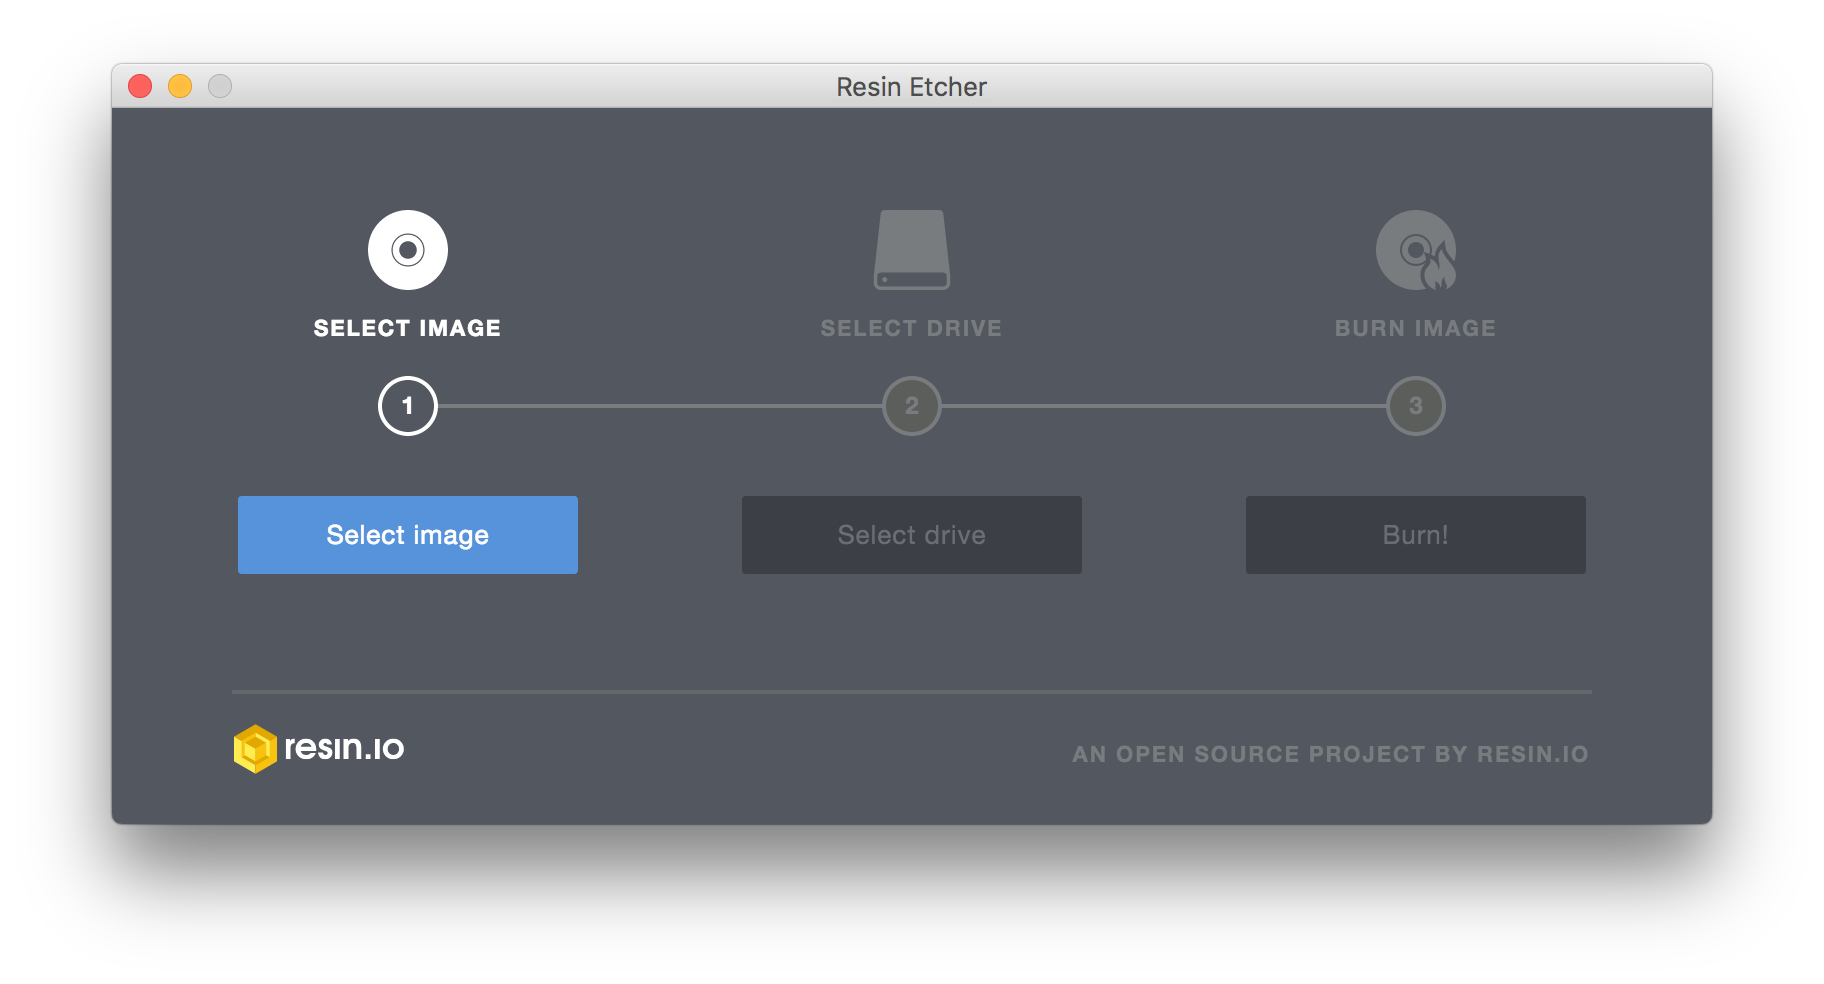 Resin Etcher
SELECT IMAGE
SELECT DRIVE
BURN IMAGE
1
2
3
Select image
Select drive
Burn!
resin.io
AN OPEN SOURCE PROJECT BY RESIN.IO